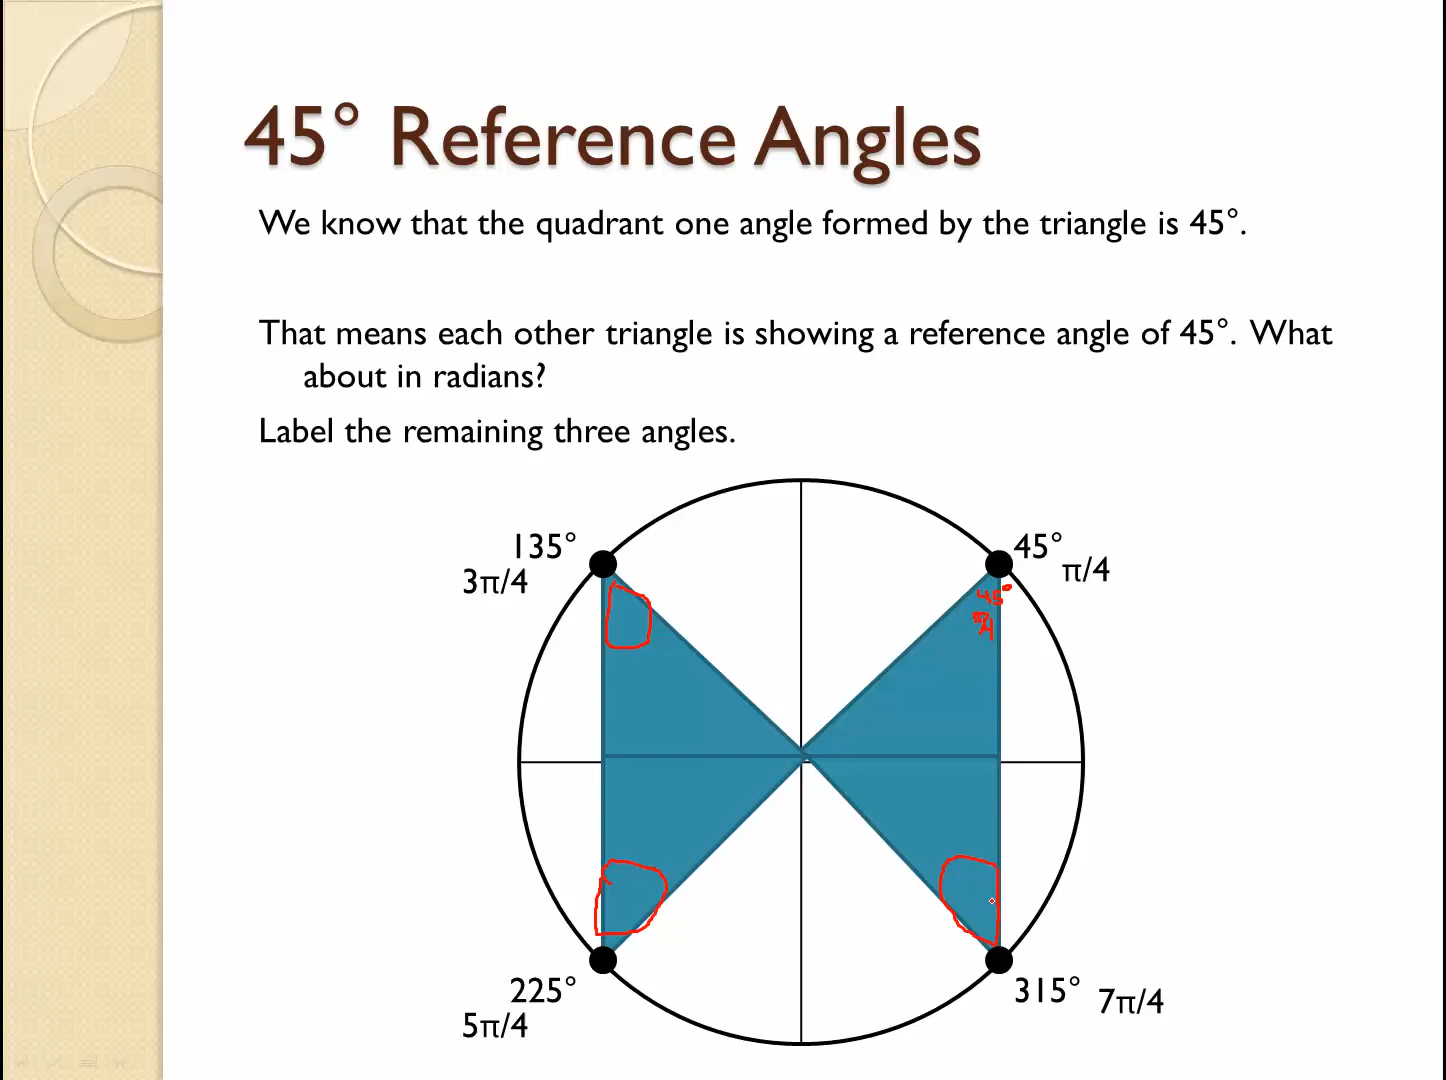 45° Reference Angles
We know that the quadrant one angle formed by the triangle is 45°.
That means each other triangle is showing a reference angle of 45°. What
about in radians?
Label the remaining three angles.
135°
3π/4
45°
π/4
45°
π/4
225°
5π/4
315°
7π/4